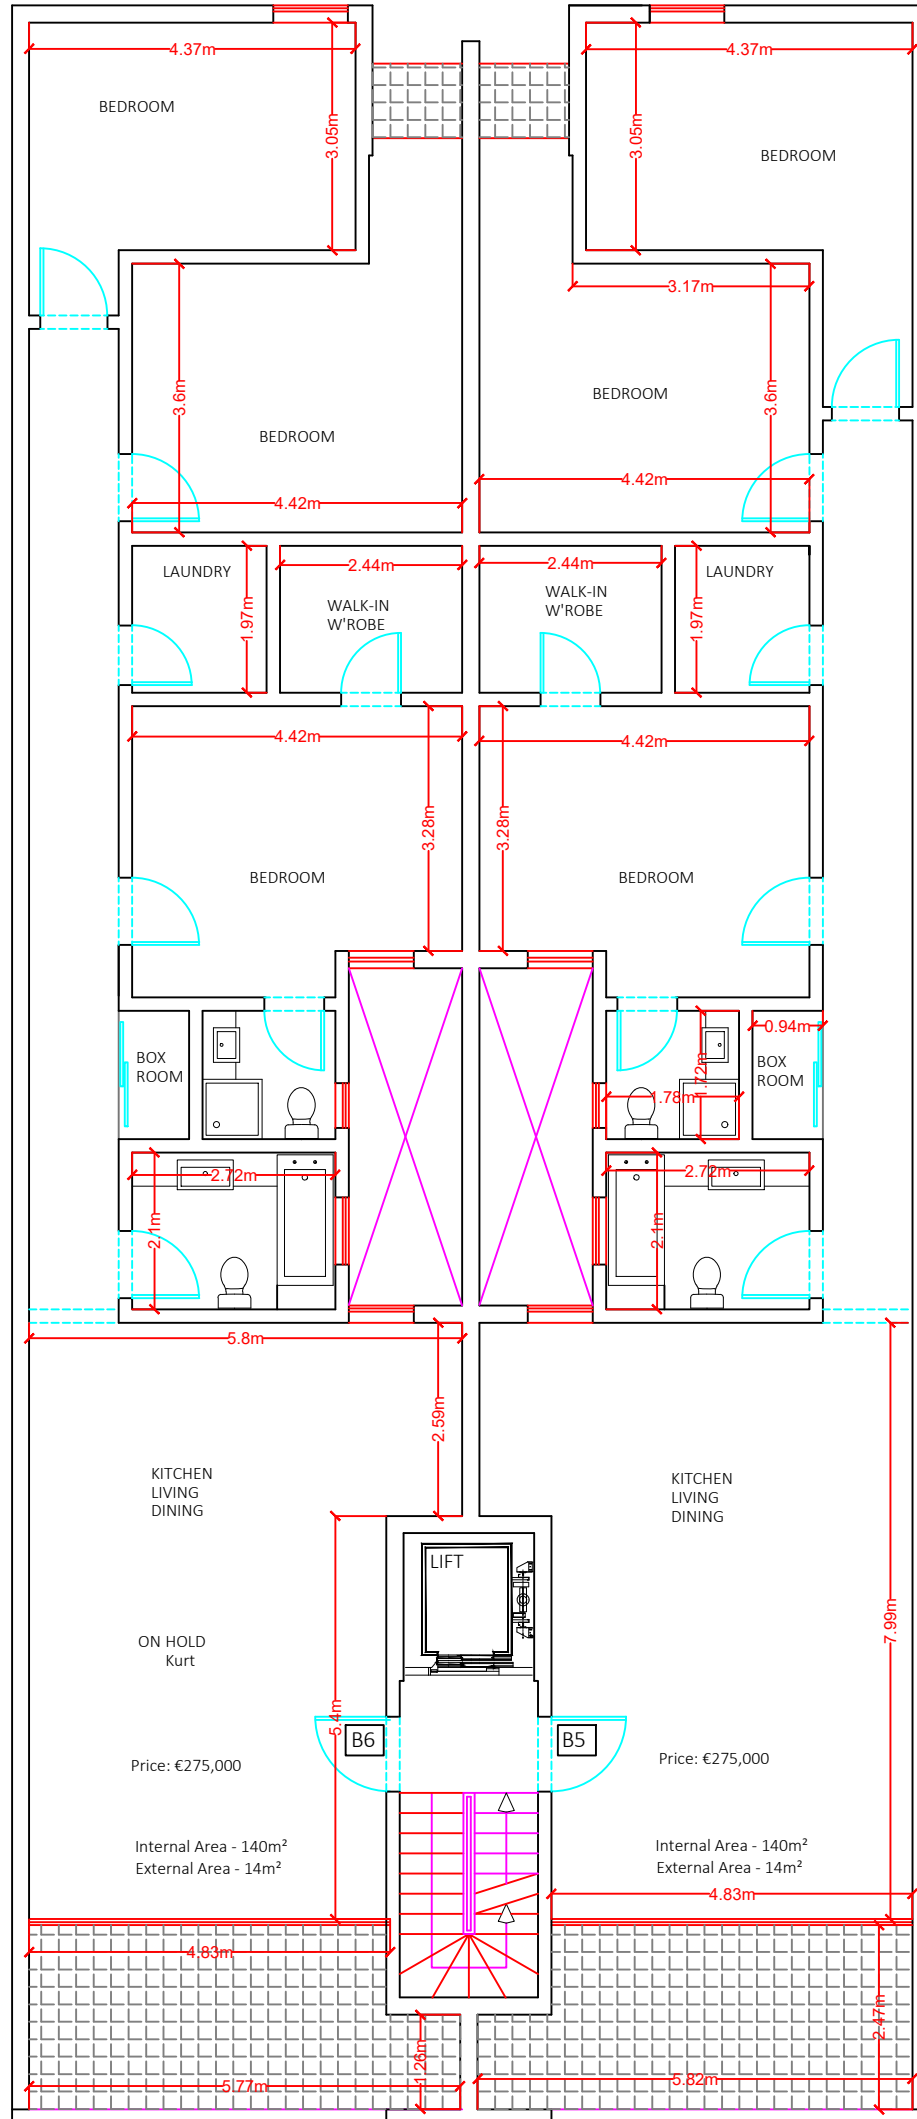 4.37m
4.37m
BEDROOM
3.05m
3.05m
BEDROOM
3.17m
3.6m
BEDROOM
3.6m
BEDROOM
4.42m
4.42m
LAUNDRY
2.44m
2.44m
LAUNDRY
1.97m
WALK-IN
W'ROBE
WALK-IN
W'ROBE
1.97m
4.42m
4.42m
3.28m
3.28m
BEDROOM
BEDROOM
0.94m
BOX
ROOM
1.72m
BOX
ROOM
1.78m
2.72m
2.72m
2.1m
2.1m
5.8m
2.59m
KITCHEN
LIVING
DINING
KITCHEN
LIVING
DINING
LIFT
7.99m
ON HOLD
Kurt
5.4m
B6
B5
Price: €275,000
Price: €275,000
Internal Area - 140m²
External Area - 14m²
Internal Area - 140m²
External Area - 14m²
4.83m
4.83m
2.47m
1.26m
5.77m
5.82m